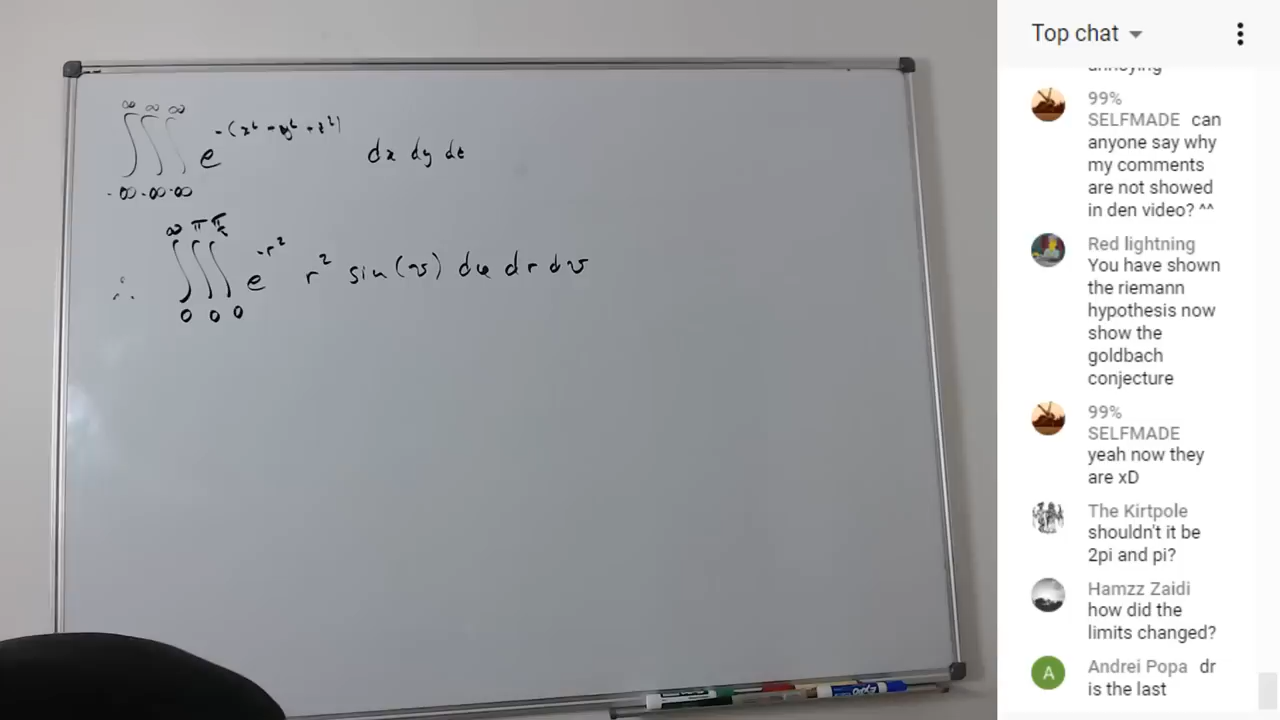 ∞ ∞ ∞
∫∫∫ e^-(x² + y² + z²) dx dy dz
-∞ -∞ -∞
∞ π π/2
∴ ∫∫∫ e^-r² r² sin(v) du dr dv
0 0 0
Top chat
annoying
99%
SELFMADE can
anyone say why
my comments
are not showed
in den video? ^^
Red lightning
You have shown
the riemann
hypothesis now
show the
goldbach
conjecture
99%
SELFMADE
yeah now they
are xD
The Kirtpole
shouldn't it be
2pi and pi?
Hamzz Zaidi
how did the
limits changed?
A
Andrei Popa dr
is the last
EXPO